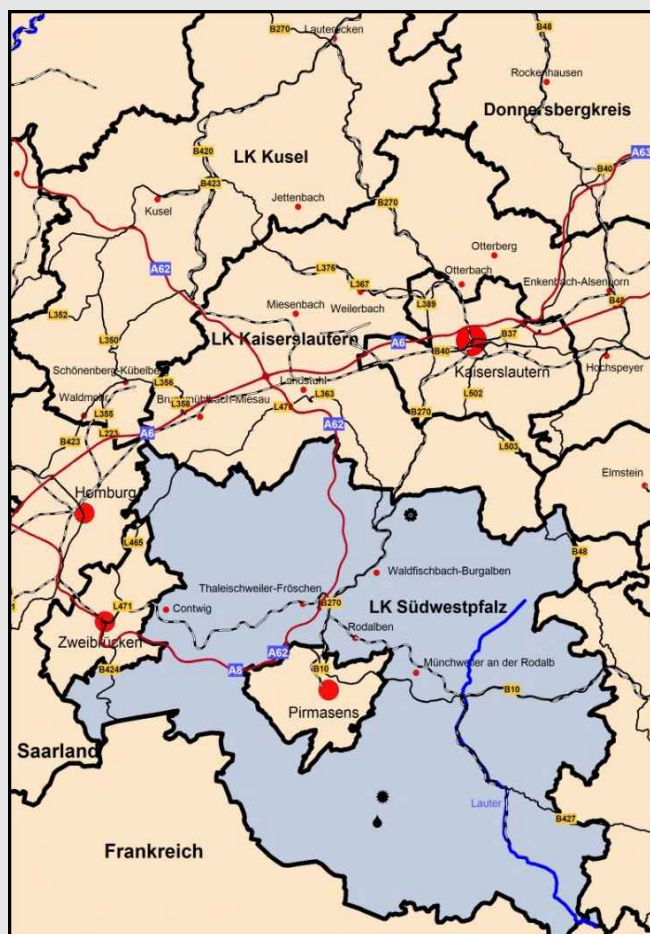 B270
Lauterecken
B48
Rockenhausen
Donnersbergkreis
B420
LK Kusel
A63
B40
B423
Kusel
Jettenbach
B270
Otterberg
A62
L376
L367
Otterbach
Enkenbach-Alsenborn
L352
Miesenbach
Weilerbach
L389
B48
L350
LK Kaiserslautern
A6
B40
B37
Schönenberg-Kübelberg
L356
Landstuhl
Kaiserslautern
Hochspeyer
Waldmohr
L355
L358
Bruchmühlbach-Miesau
L476
L363
L502
B423
L223
A6
A62
B270
L503
Elmstein
Homburg
L465
B48
Waldfischbach-Burgalben
Thaleischweiler-Fröschen
L471
Contwig
B270
LK Südwestpfalz
Zweibrücken
Rodalben
B424
A8
A62
B10
Münchweiler an der Rodalb
B10
Pirmasens
Saarland
Lauter
B427
Frankreich